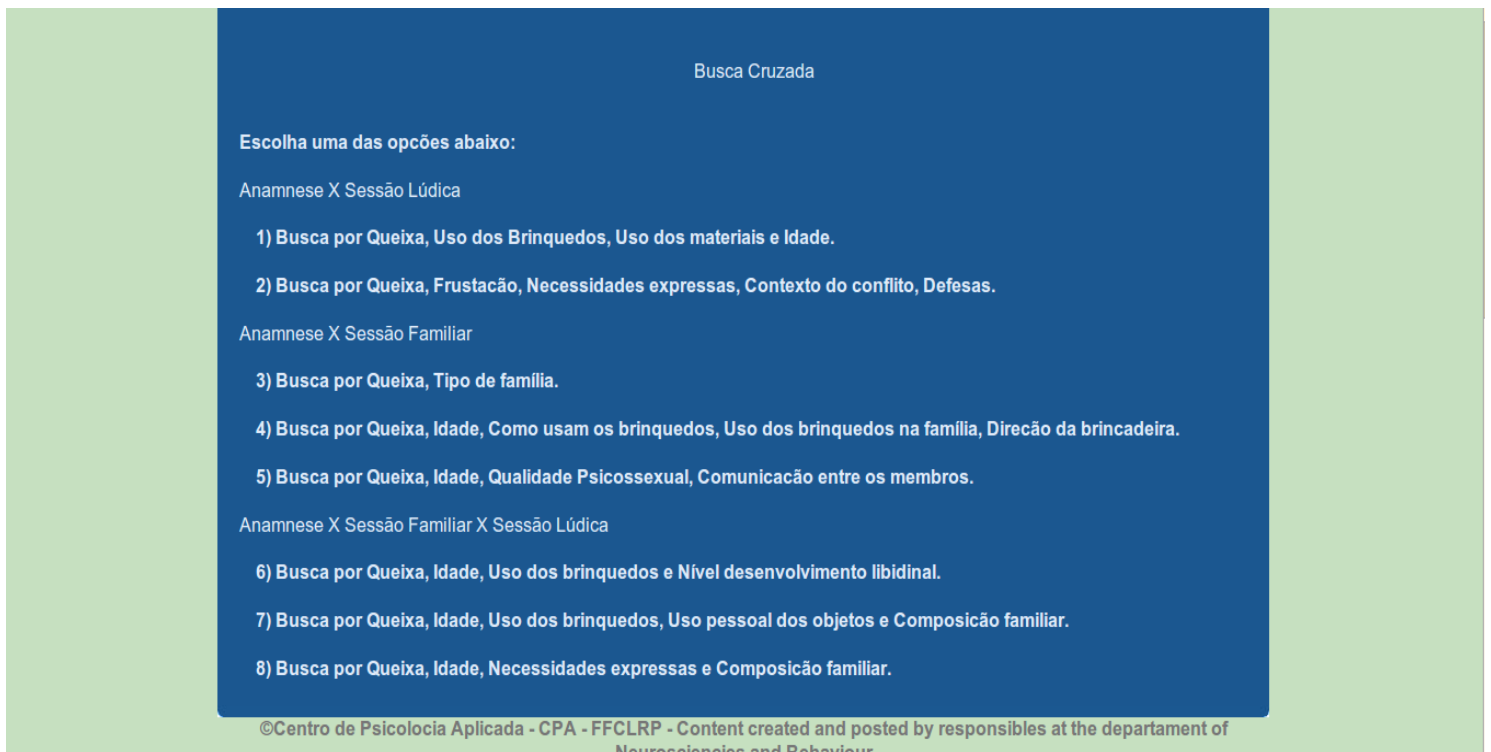 Busca Cruzada
Escolha uma das opcões abaixo:
Anamnese X Sessão Lúdica
1) Busca por Queixa, Uso dos Brinquedos, Uso dos materiais e Idade.
2) Busca por Queixa, Frustacão, Necessidades expressas, Contexto do conflito, Defesas.
Anamnese X Sessão Familiar
3) Busca por Queixa, Tipo de família.
4) Busca por Queixa, Idade, Como usam os brinquedos, Uso dos brinquedos na família, Direcão da brincadeira.
5) Busca por Queixa, Idade, Qualidade Psicossexual, Comunicacão entre os membros.
Anamnese X Sessão Familiar X Sessão Lúdica
6) Busca por Queixa, Idade, Uso dos brinquedos e Nível desenvolvimento libidinal.
7) Busca por Queixa, Idade, Uso dos brinquedos, Uso pessoal dos objetos e Composicão familiar.
8) Busca por Queixa, Idade, Necessidades expressas e Composicão familiar.
©Centro de Psicolocia Aplicada - CPA - FFCLRP - Content created and posted by responsibles at the departament of
Neurosciencies and Behaviour